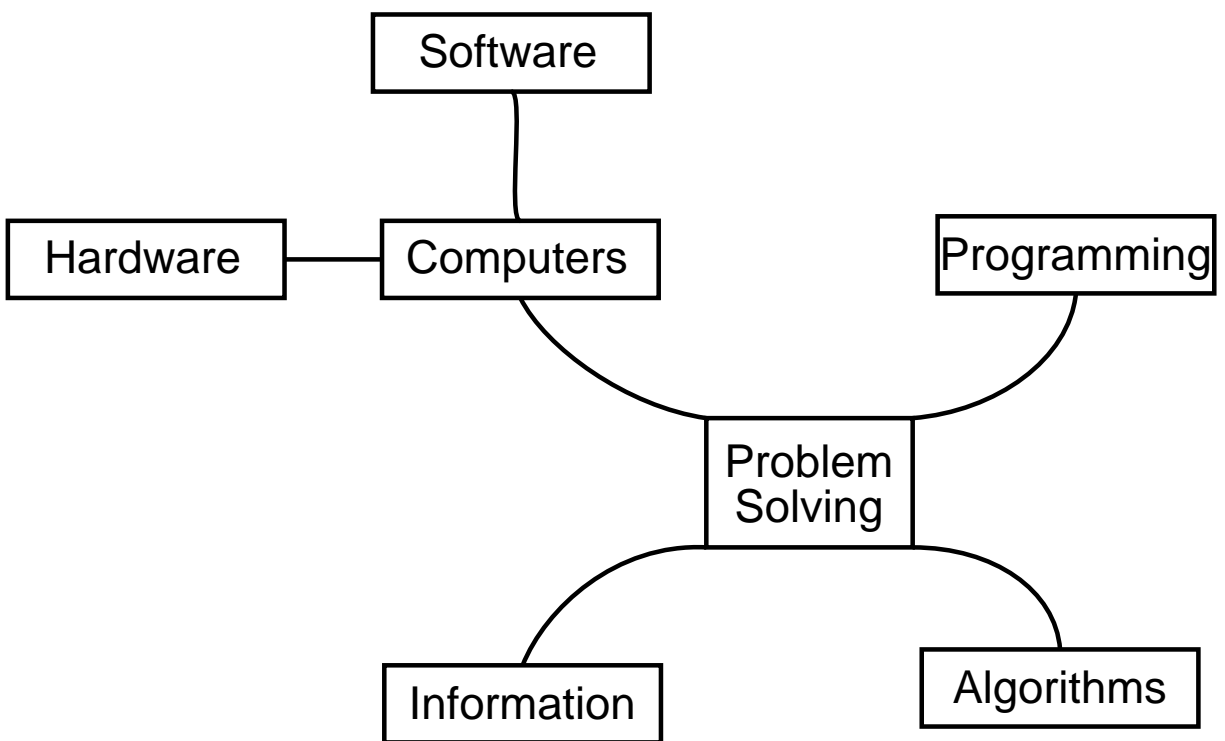 Software
Hardware
Computers
Programming
Problem
Solving
Information
Algorithms